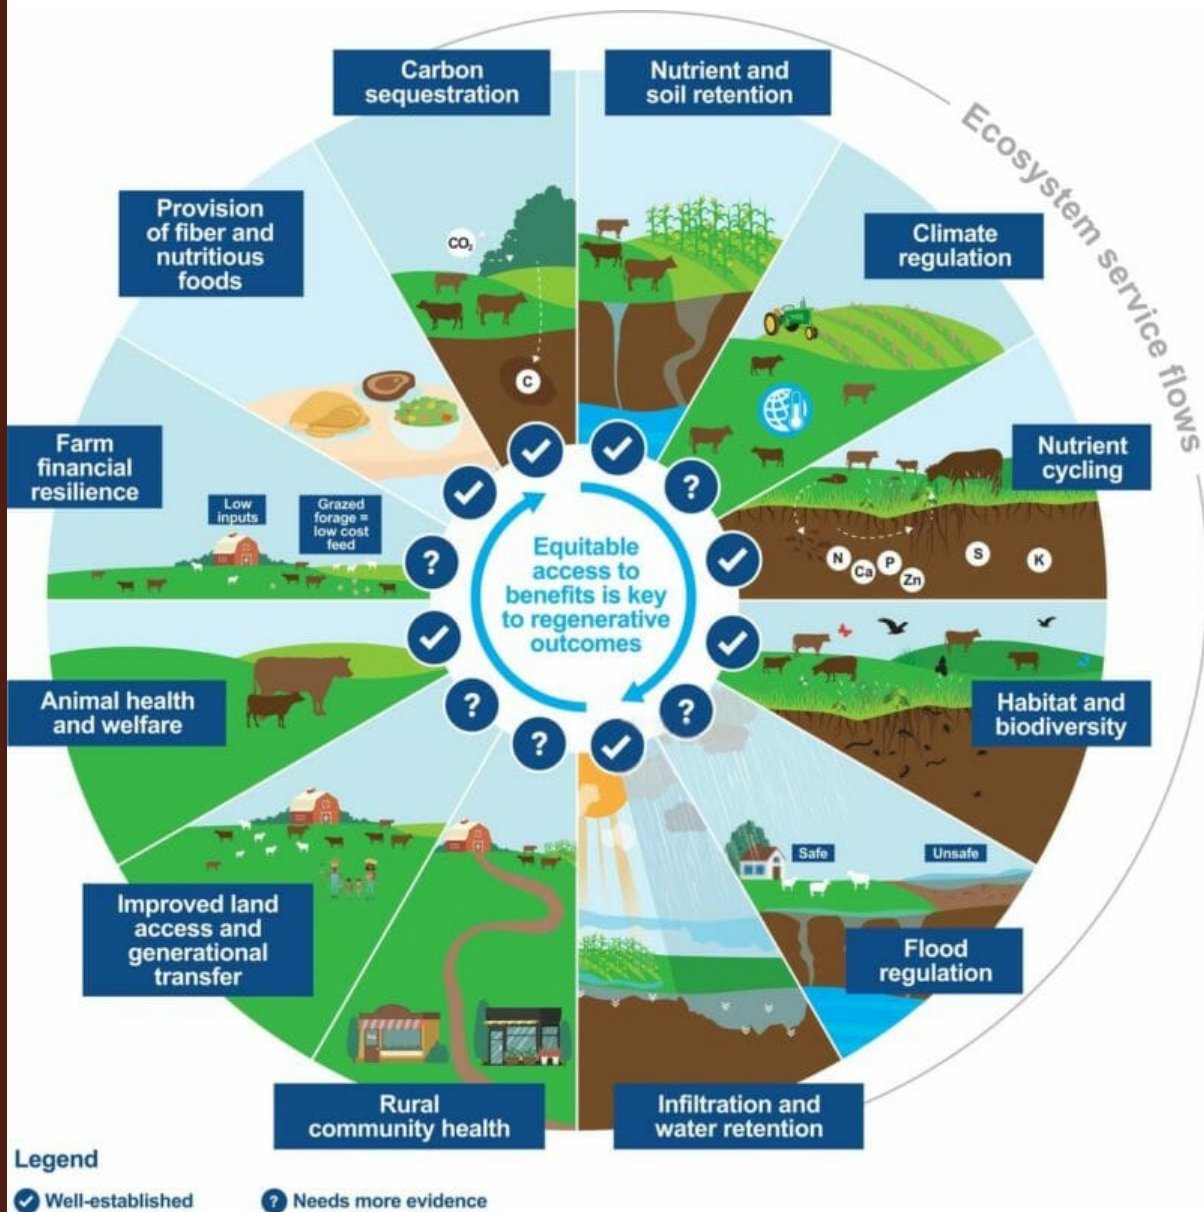 Carbon
sequestration
Nutrient and
soil retention
Ecosystem service flows
Provision
of fiber and
nutritious
foods
Climate
regulation
CO₂
C
Farm
financial
resilience
Low
inputs
Grazed
forage =
low cost
feed
Nutrient
cycling
N
Ca
P
Zn
S
K
Equitable
access to
benefits is key
to regenerative
outcomes
Animal health
and welfare
Habitat and
biodiversity
Improved land
access and
generational
transfer
Safe
Unsafe
Flood
regulation
Rural
community health
Infiltration and
water retention
Legend
Well-established
? Needs more evidence
?
?
?
?
?